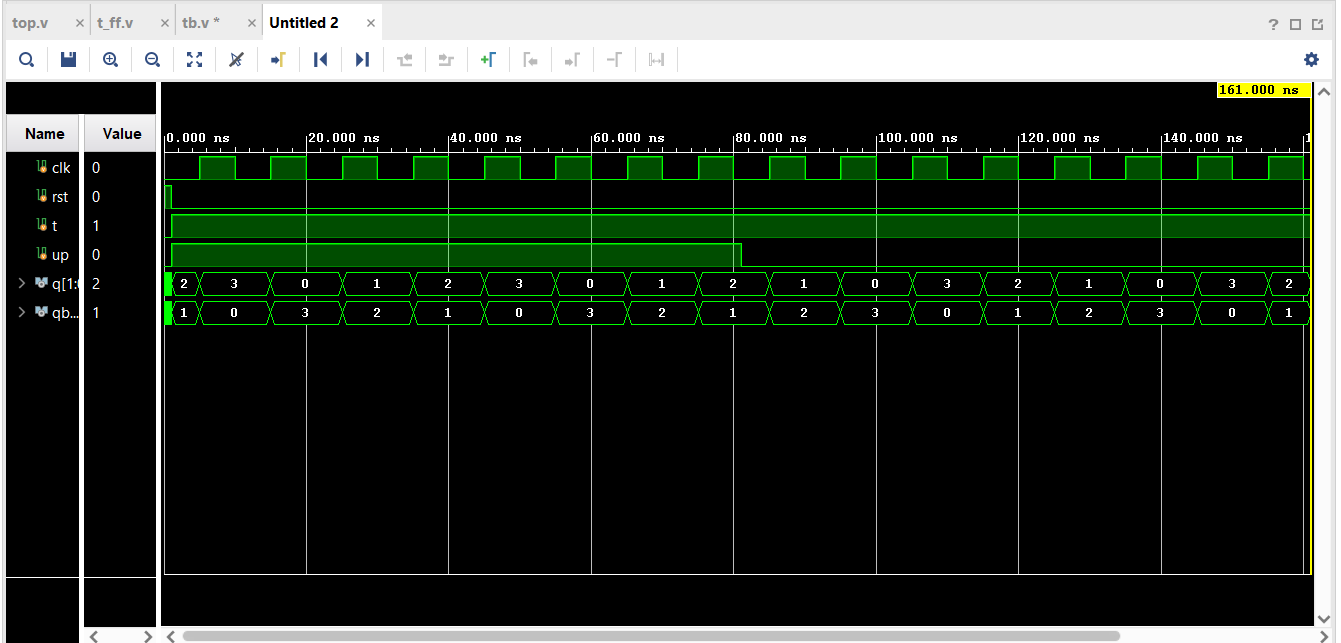 top.v × t_ff.v × tb.v * × Untitled 2 × ?
161.000 ns
Name Value 0.000 ns 20.000 ns 40.000 ns 60.000 ns 80.000 ns 100.000 ns 120.000 ns 140.000 ns 1
clk 0
rst 0
t 1
up 0
q[1:0 2 2 3 0 1 2 3 0 1 2 1 0 3 2 1 0 3 2
qb... 1 1 0 3 2 1 0 3 2 1 2 3 0 1 2 3 0 1